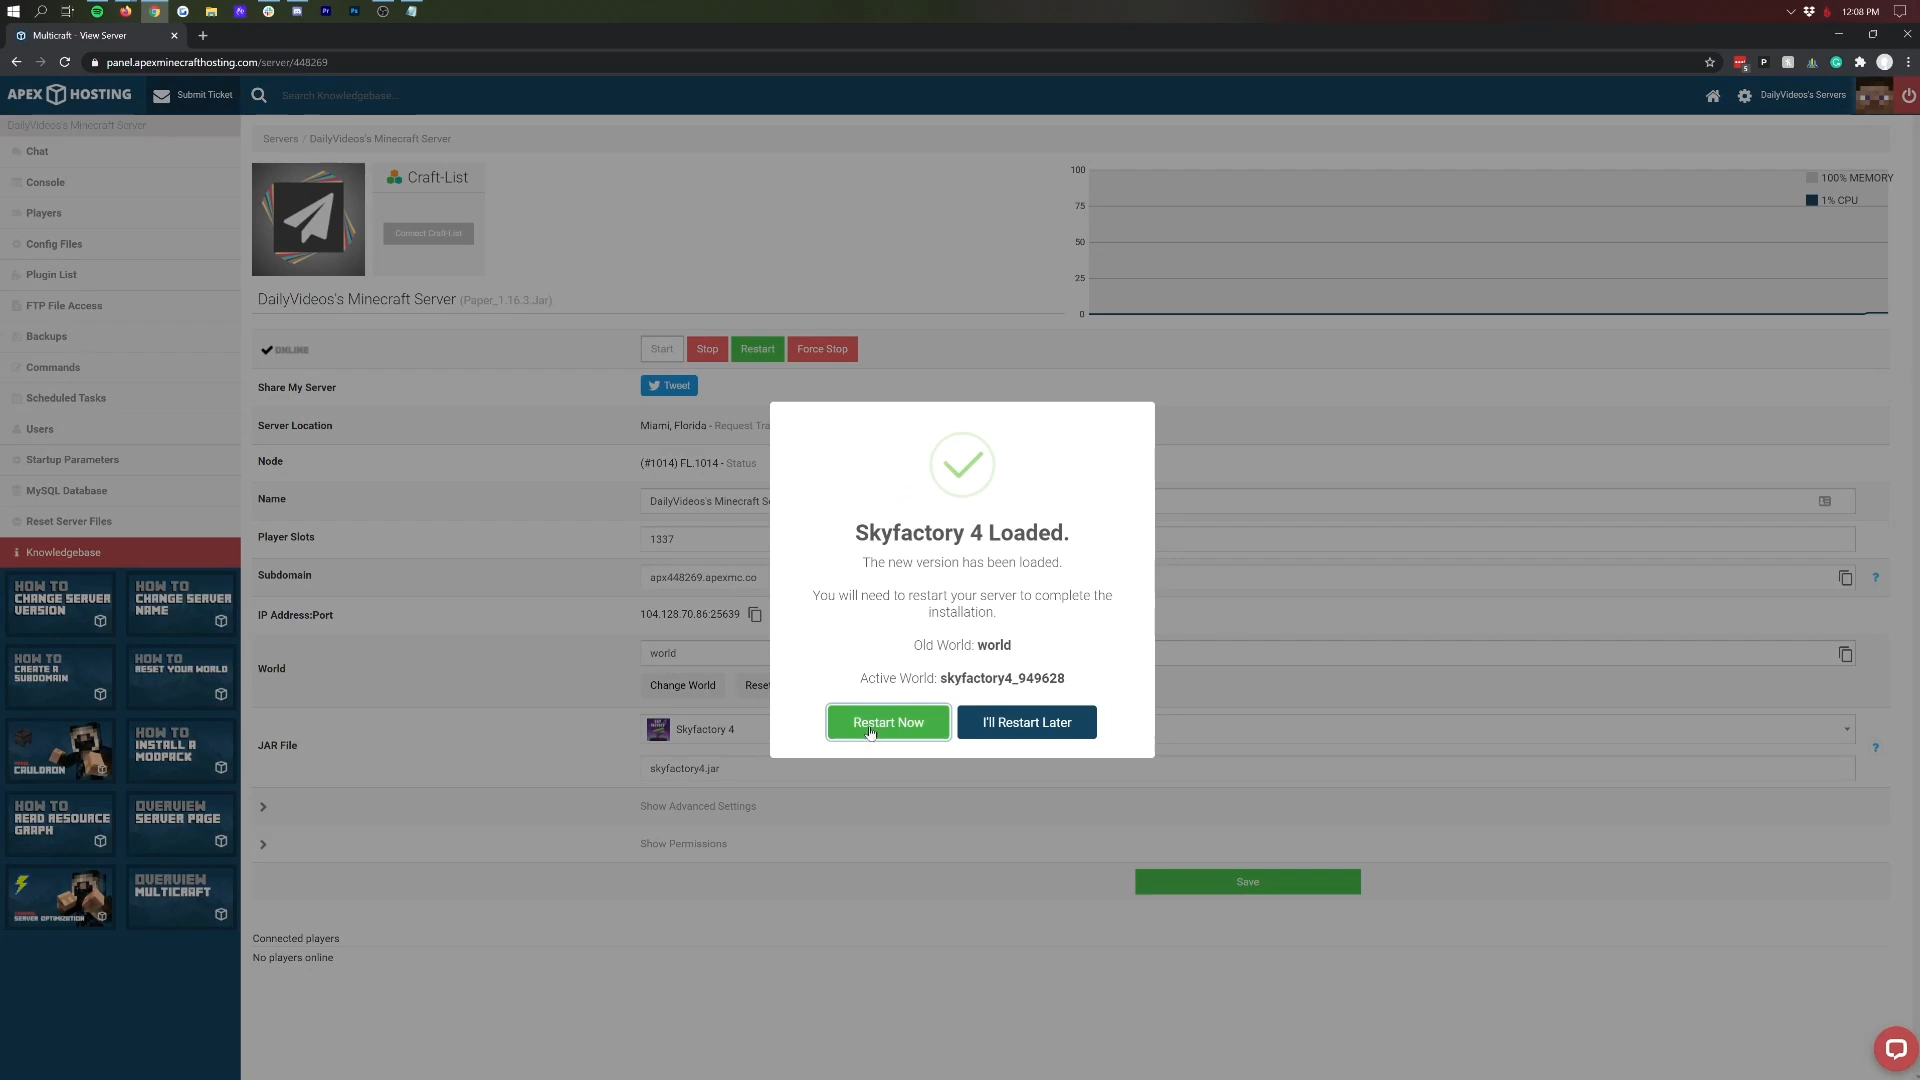 12:08 PM
Multicraft - View Server
panel.apexminecrafthosting.com/server/448269
APEX HOSTING
Submit Ticket
Search Knowledgebase...
DailyVideos's Servers
DailyVideos's Minecraft Server
Chat
Console
Players
Config Files
Plugin List
FTP File Access
Backups
Commands
Scheduled Tasks
Users
Startup Parameters
MySQL Database
Reset Server Files
Knowledgebase
HOW TO
CHANGE SERVER
VERSION
HOW TO
CHANGE SERVER
NAME
HOW TO
CREATE A
SUBDOMAIN
HOW TO
RESET YOUR WORLD
CAULDRON
HOW TO
INSTALL A
MODPACK
HOW TO
READ RESOURCE
GRAPH
OVERVIEW
SERVER PAGE
SERVER OPTIMIZATION
OVERVIEW
MULTICRAFT
Servers / DailyVideos's Minecraft Server
Craft-List
Connect Craft-List
100
75
50
25
0
100% MEMORY
1% CPU
DailyVideos's Minecraft Server (Paper_1.16.3.Jar)
ONLINE
Start
Stop
Restart
Force Stop
Share My Server
Tweet
Server Location
Miami, Florida - Request Tra
Node
(#1014) FL.1014 - Status
Name
DailyVideos's Minecraft S
Player Slots
1337
Subdomain
apx448269.apexmc.co
?
IP Address:Port
104.128.70.86:25639
World
world
Change World
Rese
JAR File
Skyfactory 4
?
skyfactory4.jar
Show Advanced Settings
Show Permissions
Save
Connected players
No players online
Skyfactory 4 Loaded.
The new version has been loaded.
You will need to restart your server to complete the
installation.
Old World: world
Active World: skyfactory4_949628
Restart Now
I'll Restart Later